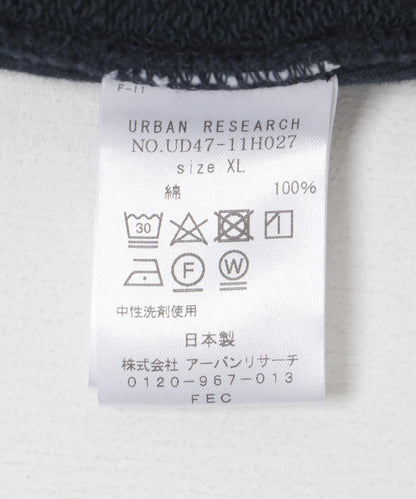 F-11
URBAN RESEARCH
NO.UD47-11H027
size XL
綿 100%
30
F W
中性洗剤使用
日本製
株式会社 アーバンリサーチ
0120-967-013
FEC